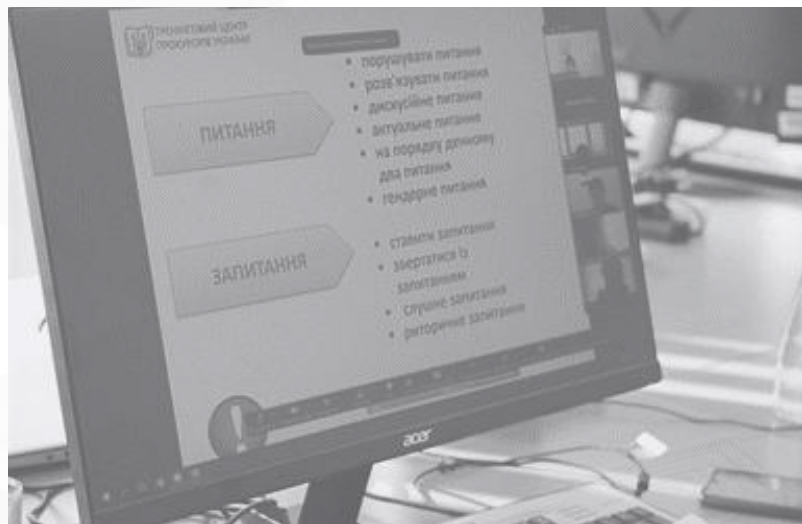 ТРЕНІНГОВИЙ ЦЕНТР
ПРОКУРОРІВ УКРАЇНИ
ПИТАННЯ
• порушувати питання
• розв'язувати питання
• дискусійне питання
• актуальне питання
• на порядку денному
два питання
• гендерне питання
ЗАПИТАННЯ
• ставити запитання
• звертатися із
запитанням
• слушне запитання
• риторичне запитання
acer